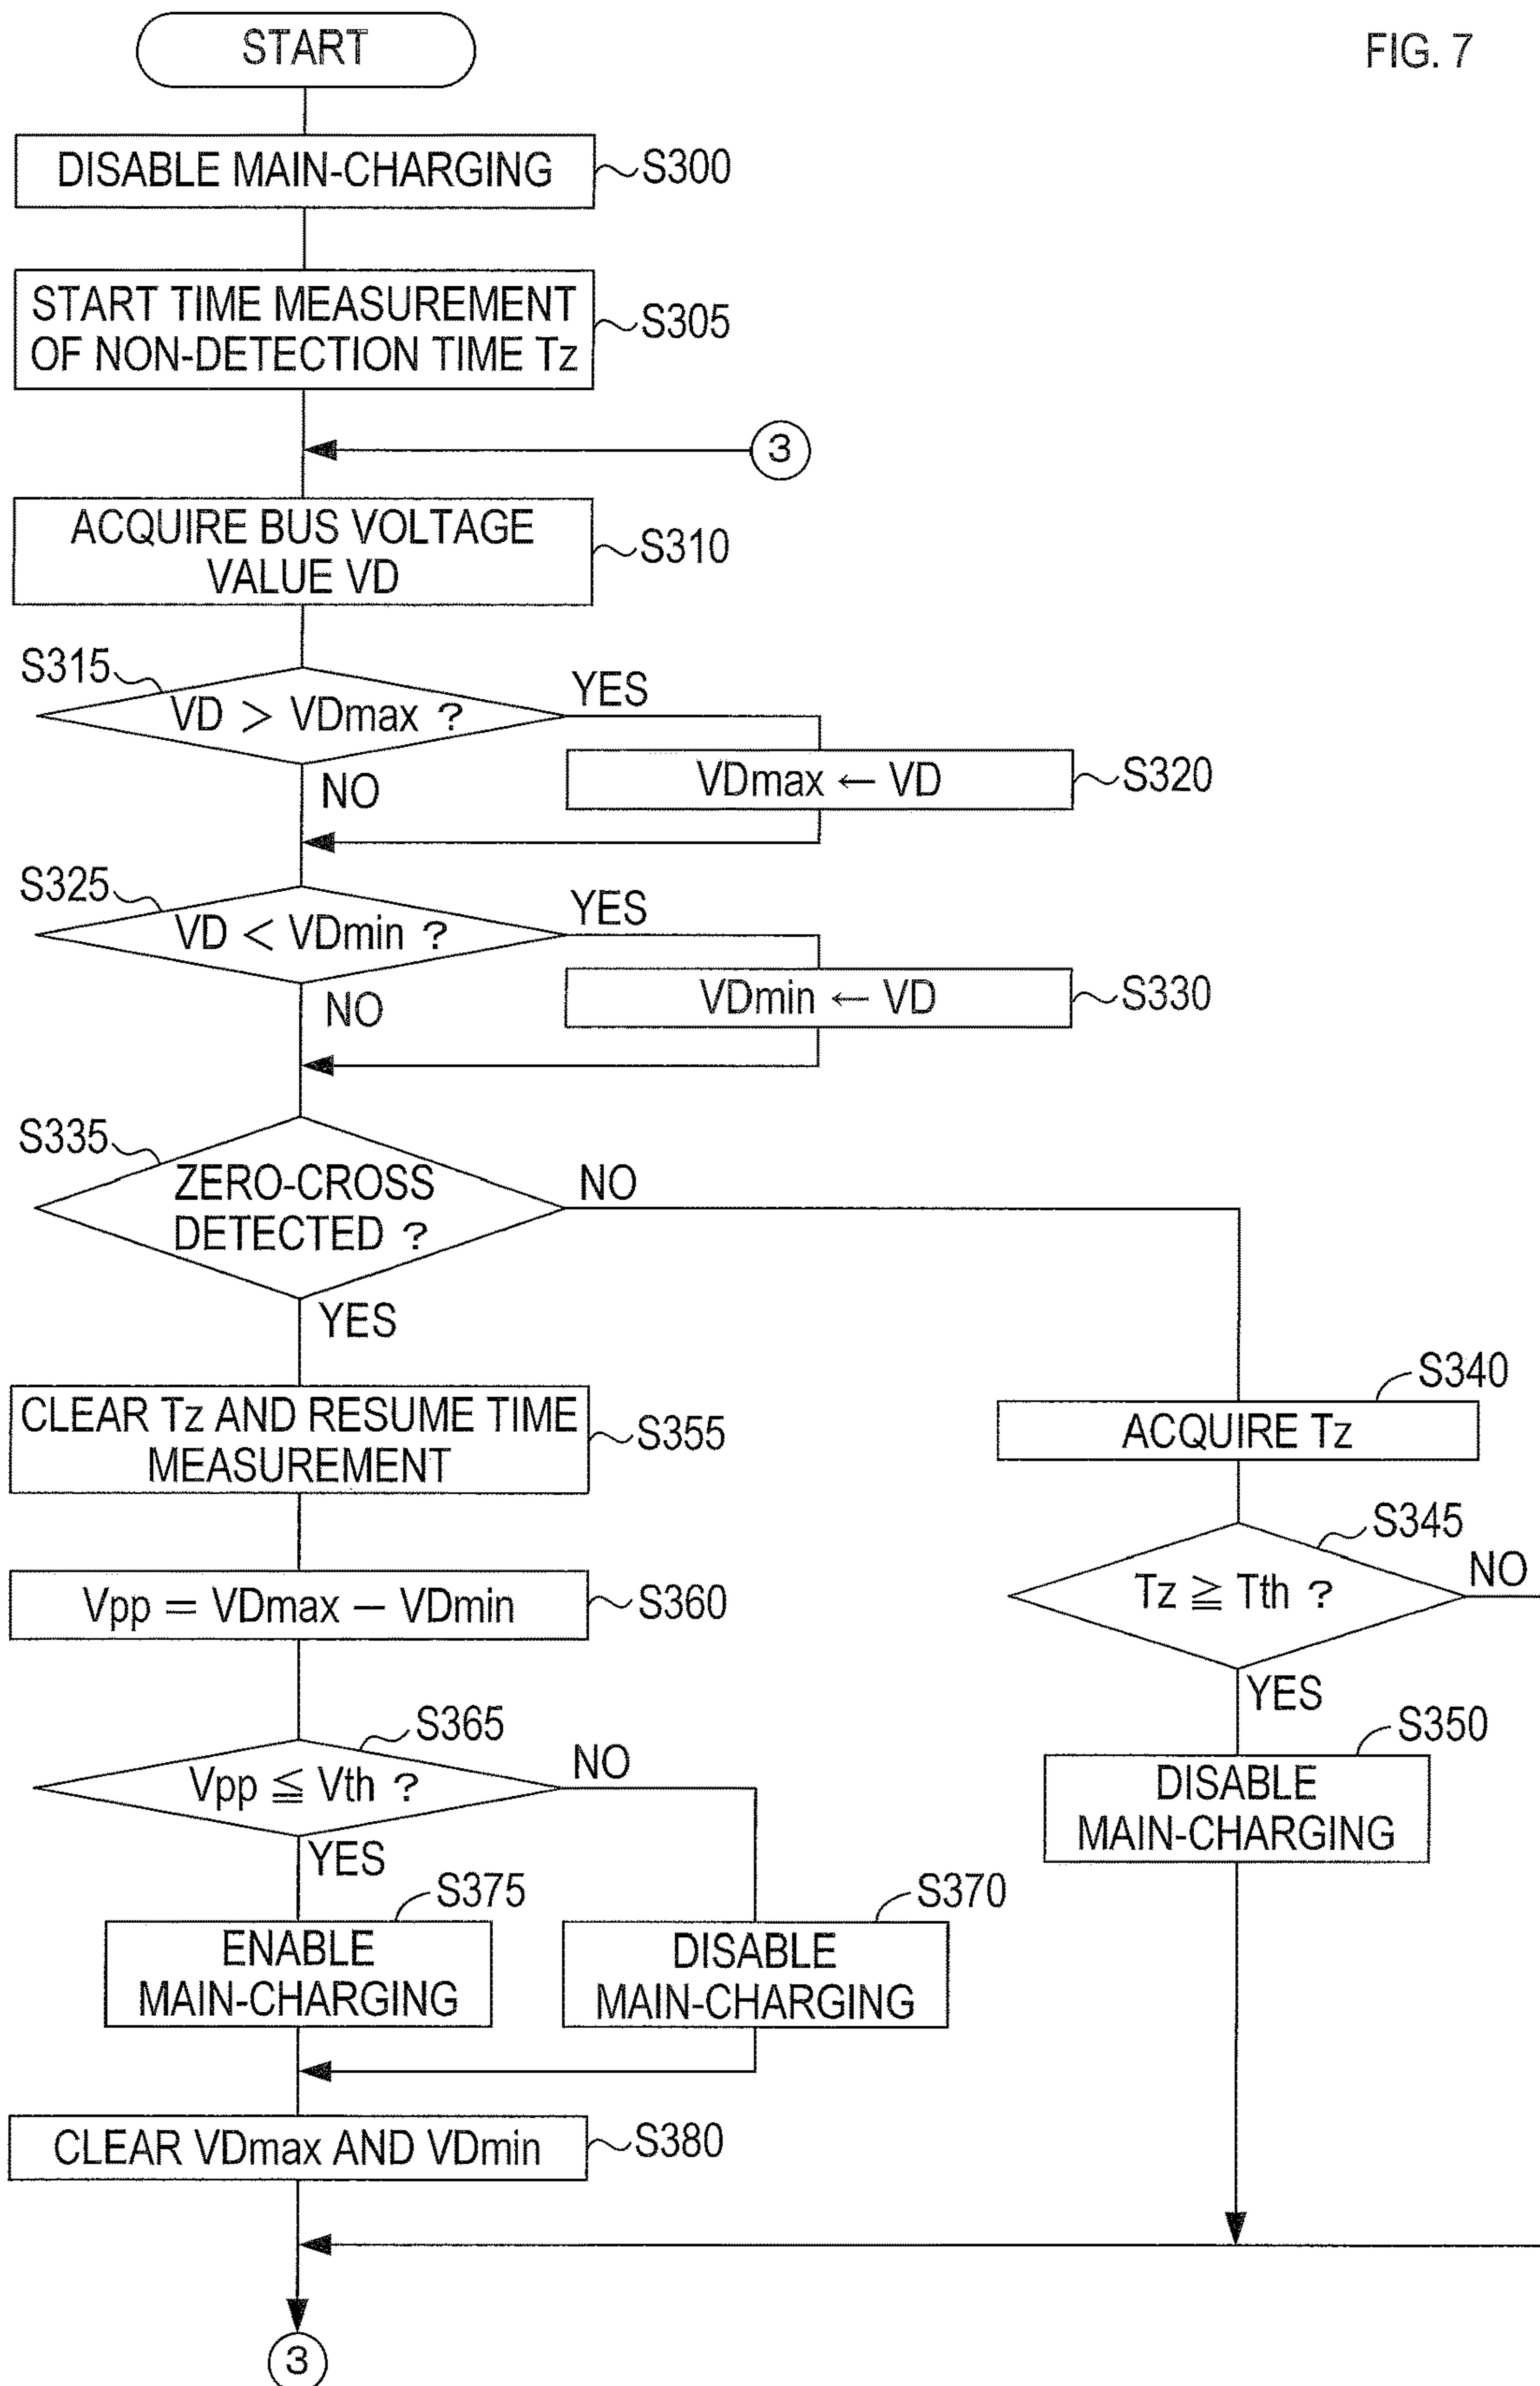 START
FIG. 7
DISABLE MAIN-CHARGING
S300
START TIME MEASUREMENT
OF NON-DETECTION TIME Tz
S305
3
ACQUIRE BUS VOLTAGE
VALUE VD
S310
S315
VD > VDmax ?
YES
NO
VDmax ← VD
S320
S325
VD < VDmin ?
YES
NO
VDmin ← VD
S330
S335
ZERO-CROSS
DETECTED ?
NO
YES
S340
ACQUIRE Tz
CLEAR Tz AND RESUME TIME
MEASUREMENT
S355
S345
Tz ≧ Tth ?
NO
YES
Vpp = VDmax − VDmin
S360
S350
DISABLE
MAIN-CHARGING
S365
Vpp ≦ Vth ?
NO
YES
S375
ENABLE
MAIN-CHARGING
S370
DISABLE
MAIN-CHARGING
CLEAR VDmax AND VDmin
S380
3